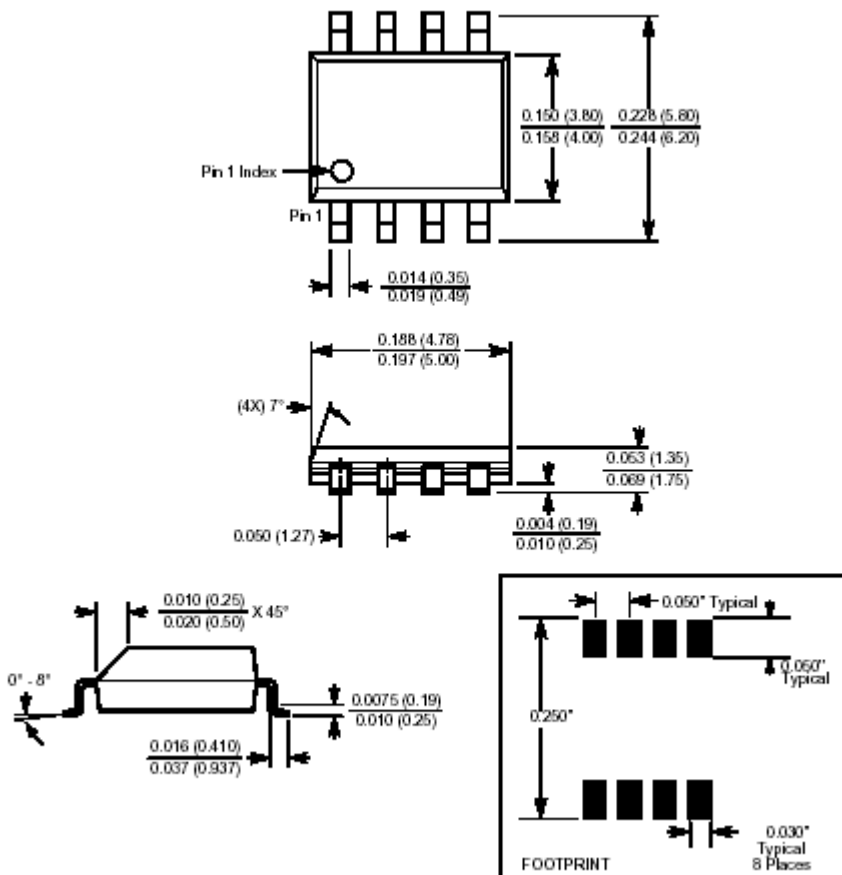 0.150 (3.80)
0.158 (4.00)
0.228 (5.80)
0.244 (6.20)
Pin 1 Index
Pin 1
0.014 (0.35)
0.019 (0.49)
0.188 (4.78)
0.197 (5.00)
(4X) 7°
0.053 (1.35)
0.069 (1.75)
0.050 (1.27)
0.004 (0.19)
0.010 (0.25)
0.010 (0.25)
0.020 (0.50)
X 45°
0° - 8°
0.0075 (0.19)
0.010 (0.25)
0.016 (0.410)
0.037 (0.937)
0.050" Typical
0.050"
Typical
0.250"
0.030"
Typical
8 Places
FOOTPRINT